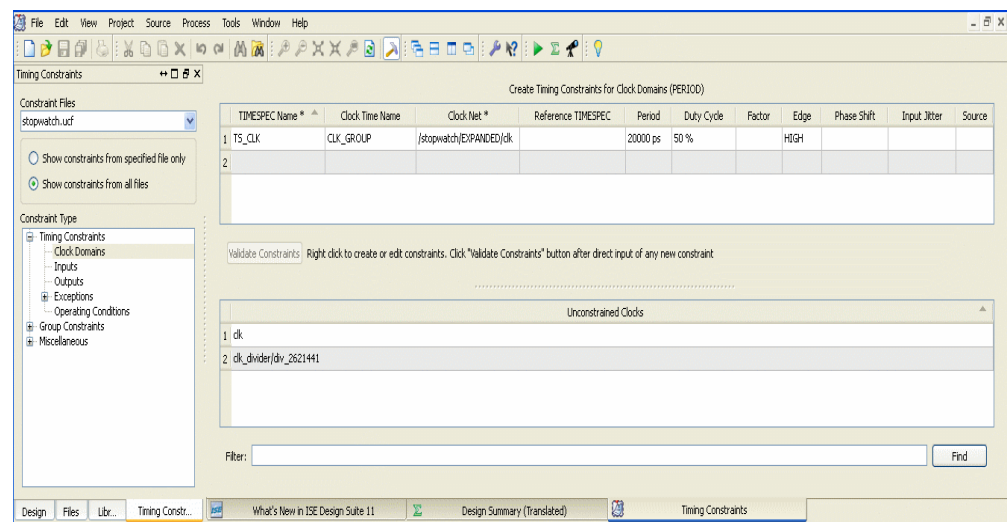 File Edit View Project Source Process Tools Window Help
Timing Constraints
Constraint Files
stopwatch.ucf
Show constraints from specified file only
Show constraints from all files
Constraint Type
Timing Constraints
Clock Domains
Inputs
Outputs
Exceptions
Operating Conditions
Group Constraints
Miscellaneous
Create Timing Constraints for Clock Domains (PERIOD)
TIMESPEC Name * Clock Time Name Clock Net * Reference TIMESPEC Period Duty Cycle Factor Edge Phase Shift Input Jitter Source
1 TS_CLK CLK_GROUP /stopwatch/EXPANDED/clk 20000 ps 50 % HIGH
2
Validate Constraints Right click to create or edit constraints. Click "Validate Constraints" button after direct input of any new constraint
Unconstrained Clocks
1 clk
2 clk_divider/div_2621441
Filter: Find
Design Files Libr... Timing Constr... What's New in ISE Design Suite 11 Design Summary (Translated) Timing Constraints